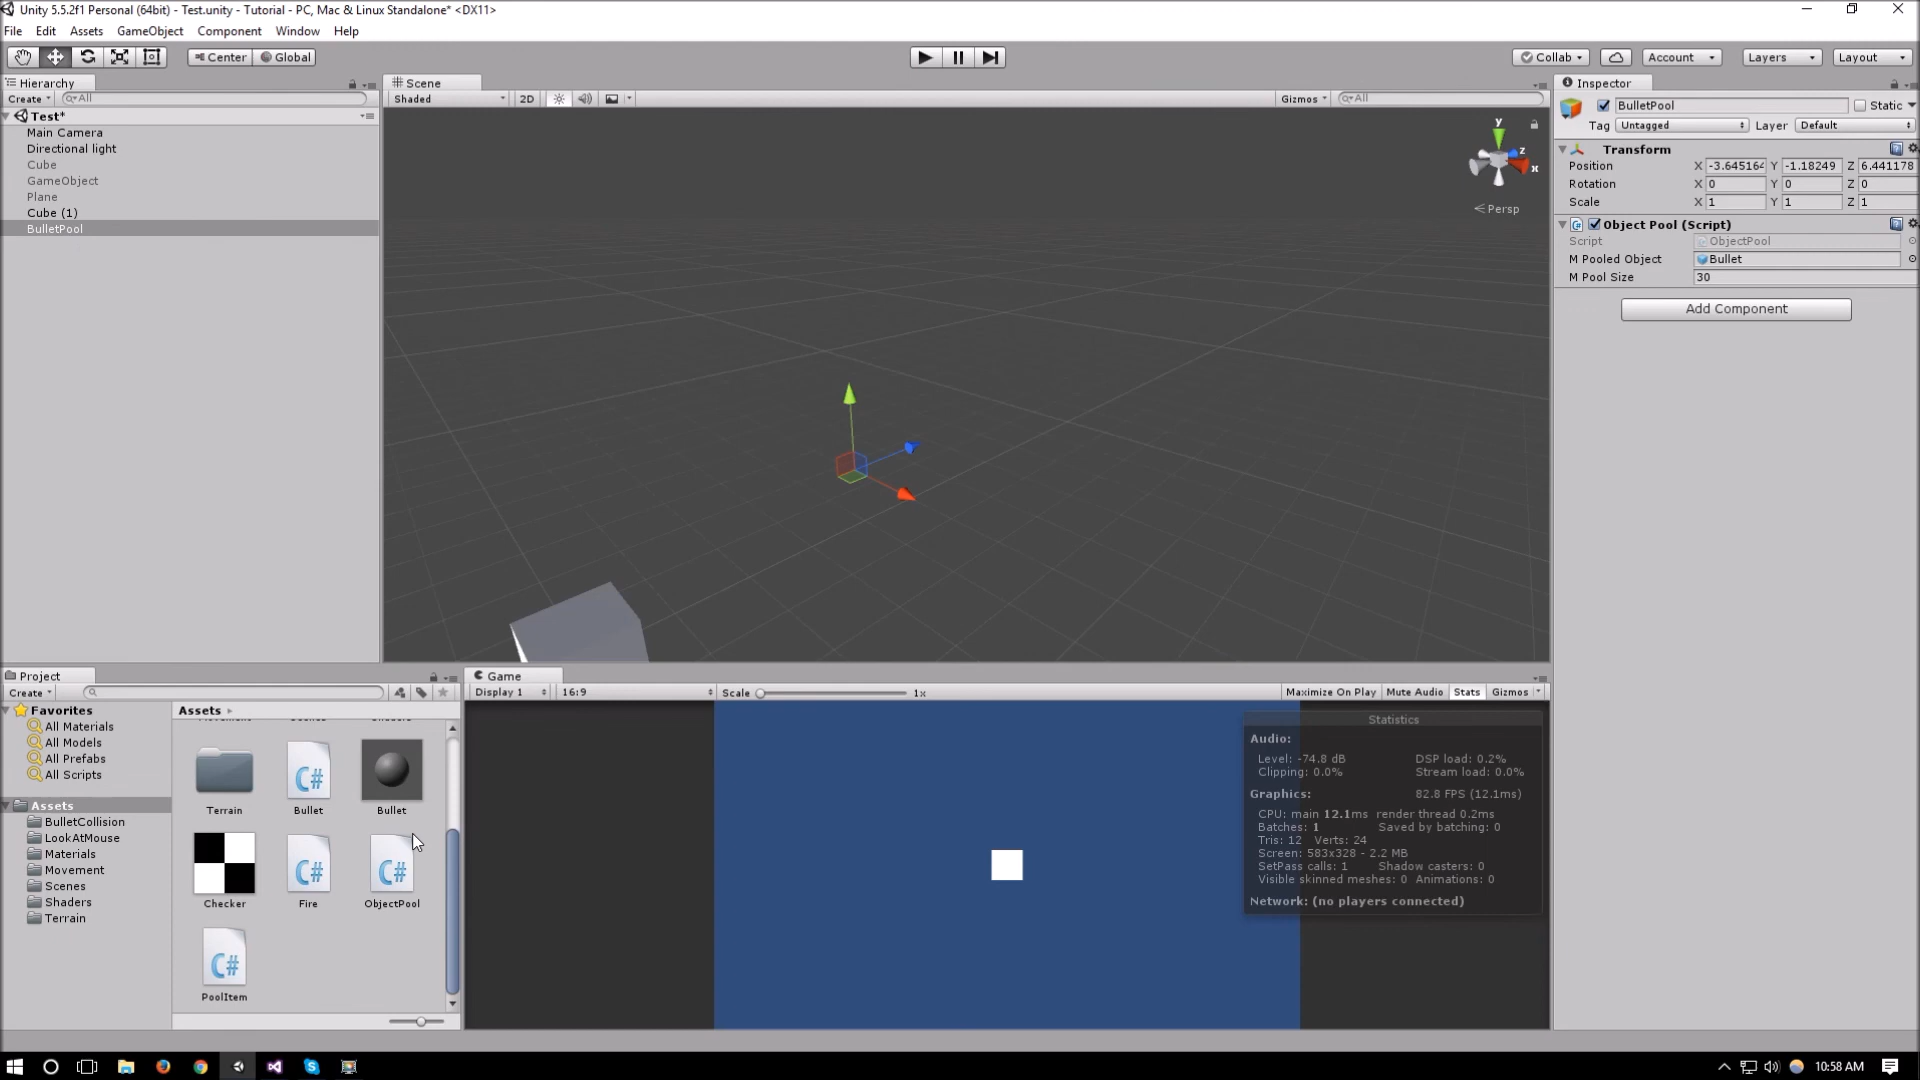 Unity 5.5.2f1 Personal (64bit) - Test.unity - Tutorial - PC, Mac & Linux Standalone* <DX11>
File Edit Assets GameObject Component Window Help
Center Global Collab Account Layers Layout
Hierarchy
Create All
Test*
Main Camera
Directional light
Cube
GameObject
Plane
Cube (1)
BulletPool
Scene
Shaded 2D Gizmos All
y
z
x
Persp
Inspector
BulletPool Static
Tag Untagged Layer Default
Transform
Position X -3.645164 Y -1.18249 Z 6.441178
Rotation X 0 Y 0 Z 0
Scale X 1 Y 1 Z 1
C# Object Pool (Script)
Script ObjectPool
M Pooled Object Bullet
M Pool Size 30
Add Component
Project
Create
Favorites
All Materials
All Models
All Prefabs
All Scripts
Assets
BulletCollision
LookAtMouse
Materials
Movement
Scenes
Shaders
Terrain
Assets
C#
Terrain Bullet Bullet
C# C#
Checker Fire ObjectPool
C#
PoolItem
Game
Display 1 16:9 Scale 1x Maximize On Play Mute Audio Stats Gizmos
Statistics
Audio:
Level: -74.8 dB DSP load: 0.2%
Clipping: 0.0% Stream load: 0.0%
Graphics: 82.8 FPS (12.1ms)
CPU: main 12.1ms render thread 0.2ms
Batches: 1 Saved by batching: 0
Tris: 12 Verts: 24
Screen: 583x328 - 2.2 MB
SetPass calls: 1 Shadow casters: 0
Visible skinned meshes: 0 Animations: 0
Network: (no players connected)
10:58 AM